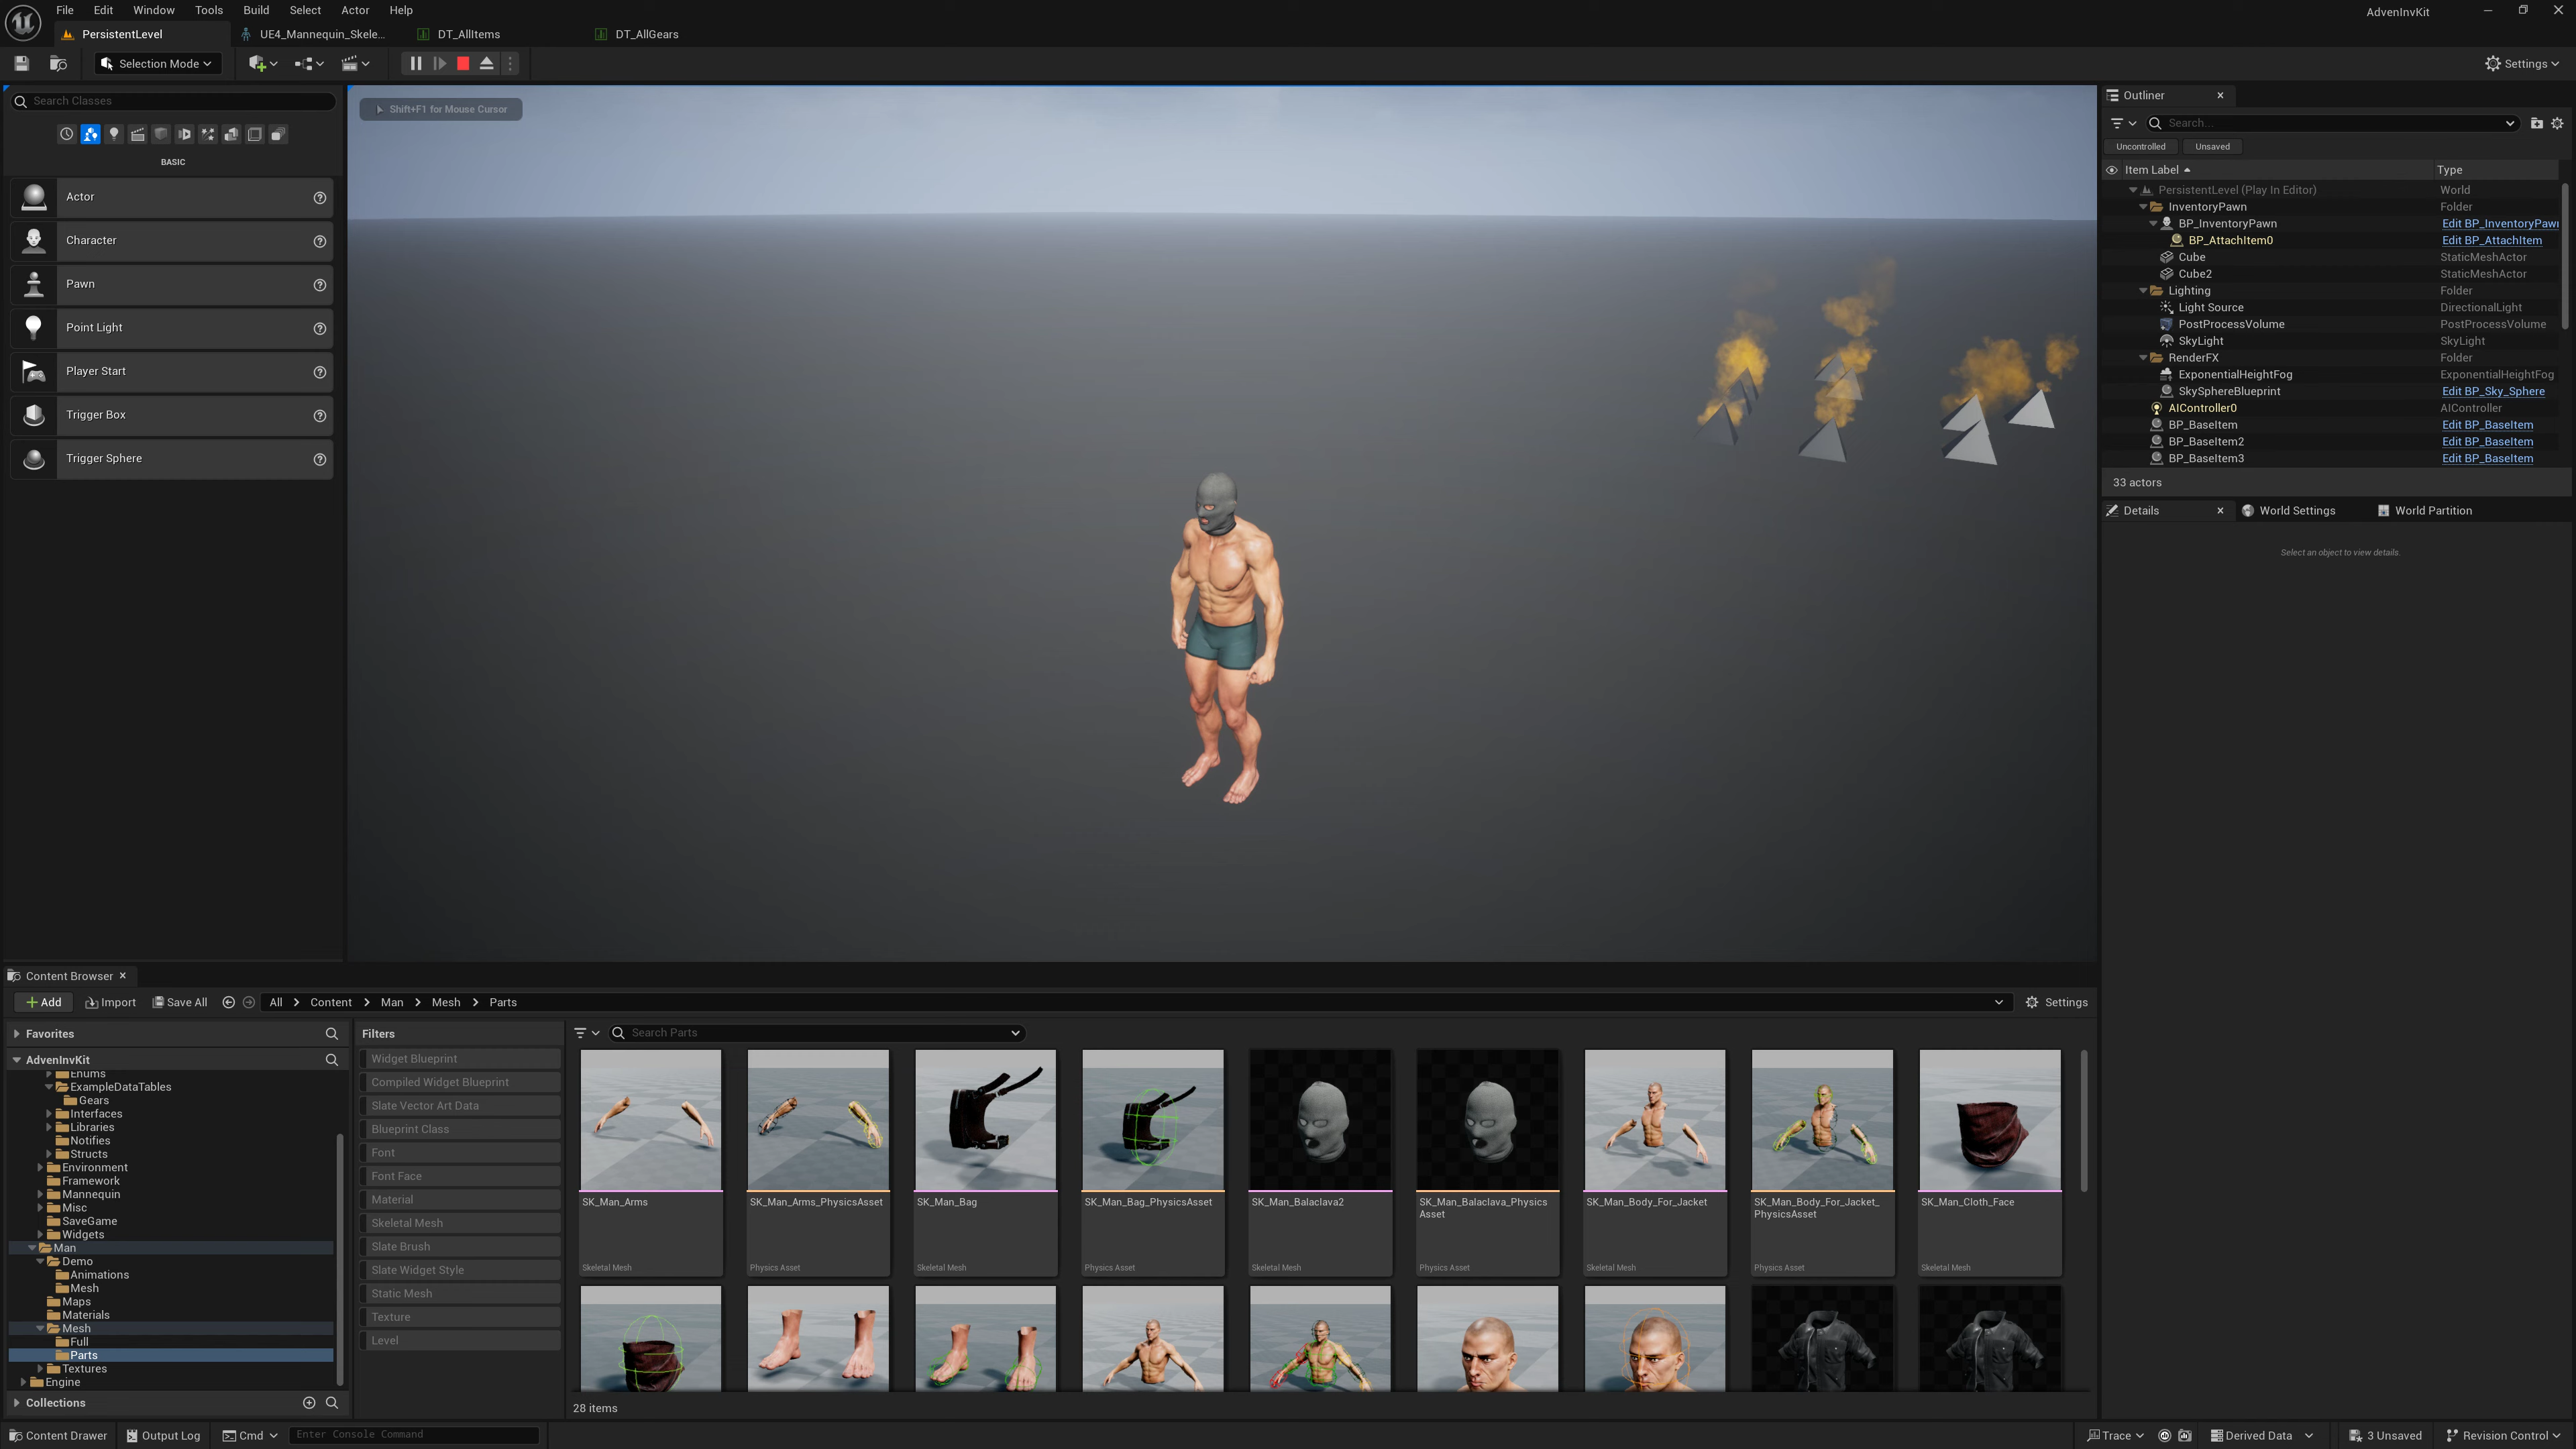 File Edit Window Tools Build Select Actor Help
AdvenInvKit
PersistentLevel
UE4_Mannequin_Skele...
DT_AllItems
DT_AllGears
Selection Mode
Settings
Search Classes
BASIC
Actor
Character
Pawn
Point Light
Player Start
Trigger Box
Trigger Sphere
Shift+F1 for Mouse Cursor
Outliner
Search...
Uncontrolled Unsaved
Item Label Type
PersistentLevel (Play In Editor) World
InventoryPawn Folder
BP_InventoryPawn Edit BP_InventoryPawn
BP_AttachItem0 Edit BP_AttachItem
Cube StaticMeshActor
Cube2 StaticMeshActor
Lighting Folder
Light Source DirectionalLight
PostProcessVolume PostProcessVolume
SkyLight SkyLight
RenderFX Folder
ExponentialHeightFog ExponentialHeightFog
SkySphereBlueprint Edit BP_Sky_Sphere
AIController0 AIController
BP_BaseItem Edit BP_BaseItem
BP_BaseItem2 Edit BP_BaseItem
BP_BaseItem3 Edit BP_BaseItem
33 actors
Details World Settings World Partition
Select an object to view details.
Content Browser
Add Import Save All All Content Man Mesh Parts Settings
Favorites
AdvenInvKit
Enums
ExampleDataTables
Gears
Interfaces
Libraries
Notifies
Structs
Environment
Framework
Mannequin
Misc
SaveGame
Widgets
Man
Demo
Animations
Mesh
Maps
Materials
Mesh
Full
Parts
Textures
Engine
Collections
Filters
Widget Blueprint
Compiled Widget Blueprint
Slate Vector Art Data
Blueprint Class
Font
Font Face
Material
Skeletal Mesh
Slate Brush
Slate Widget Style
Static Mesh
Texture
Level
Search Parts
SK_Man_Arms
Skeletal Mesh
SK_Man_Arms_PhysicsAsset
Physics Asset
SK_Man_Bag
Skeletal Mesh
SK_Man_Bag_PhysicsAsset
Physics Asset
SK_Man_Balaclava2
Skeletal Mesh
SK_Man_Balaclava_Physics
Asset
Physics Asset
SK_Man_Body_For_Jacket
Skeletal Mesh
SK_Man_Body_For_Jacket_
PhysicsAsset
Physics Asset
SK_Man_Cloth_Face
Skeletal Mesh
28 items
Content Drawer Output Log Cmd Enter Console Command
Trace Derived Data 3 Unsaved Revision Control